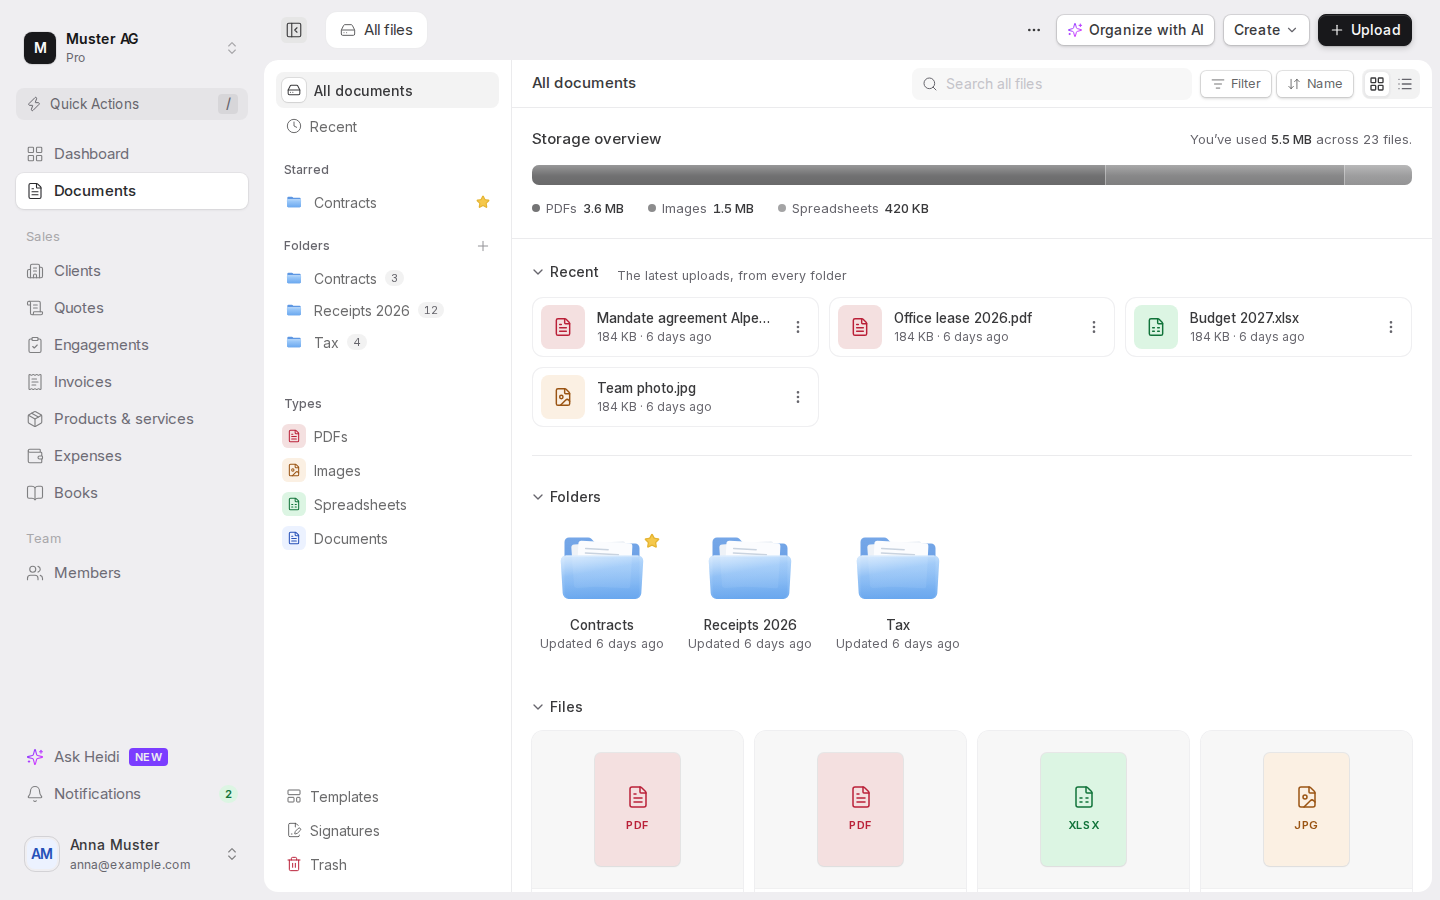 M
Muster AG
Pro
Quick Actions
/
Dashboard
Documents
Sales
Clients
Quotes
Engagements
Invoices
Products & services
Expenses
Books
Team
Members
Ask Heidi NEW
Notifications 2
AM
Anna Muster
anna@example.com
All files
Organize with AI
Create
Upload
All documents
Recent
Starred
Contracts
Folders
Contracts 3
Receipts 2026 12
Tax 4
Types
PDFs
Images
Spreadsheets
Documents
Templates
Signatures
Trash
All documents
Search all files
Filter
Name
Storage overview
You’ve used 5.5 MB across 23 files.
PDFs 3.6 MB
Images 1.5 MB
Spreadsheets 420 KB
Recent
The latest uploads, from every folder
Mandate agreement Alpe...
184 KB · 6 days ago
Office lease 2026.pdf
184 KB · 6 days ago
Budget 2027.xlsx
184 KB · 6 days ago
Team photo.jpg
184 KB · 6 days ago
Folders
Contracts
Updated 6 days ago
Receipts 2026
Updated 6 days ago
Tax
Updated 6 days ago
Files
PDF
PDF
XLSX
JPG